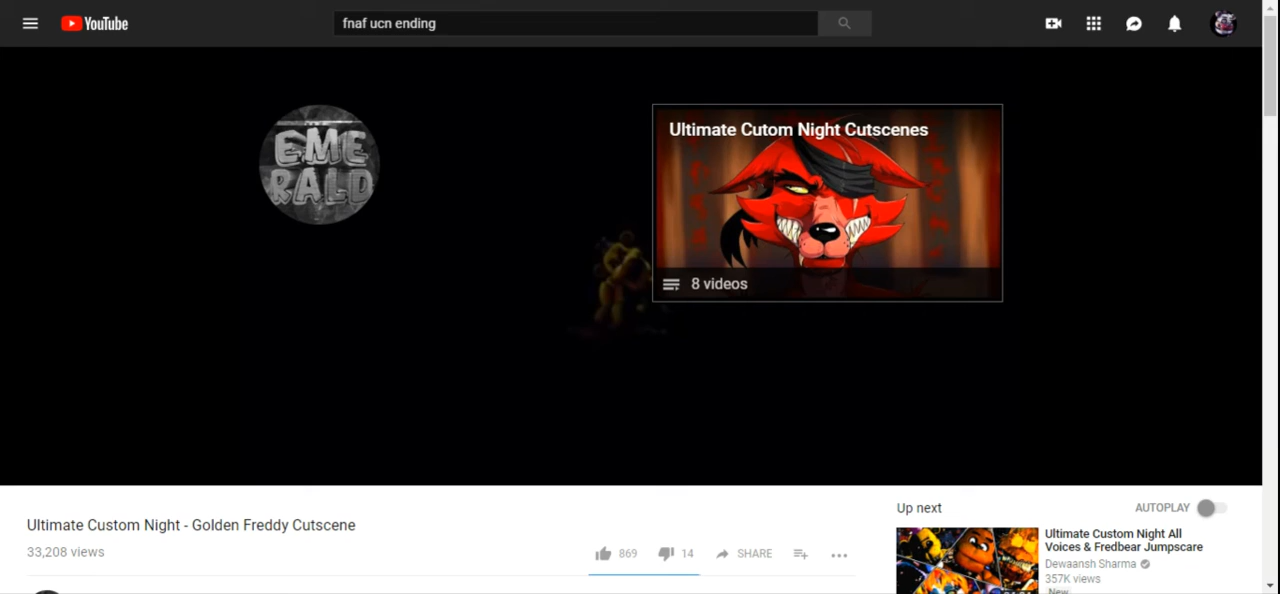 YouTube
fnaf ucn ending
EME
RALD
Ultimate Cutom Night Cutscenes
8 videos
Ultimate Custom Night - Golden Freddy Cutscene
33,208 views
869
14
SHARE
Up next
AUTOPLAY
Ultimate Custom Night All
Voices & Fredbear Jumpscare
Dewaansh Sharma
357K views
New